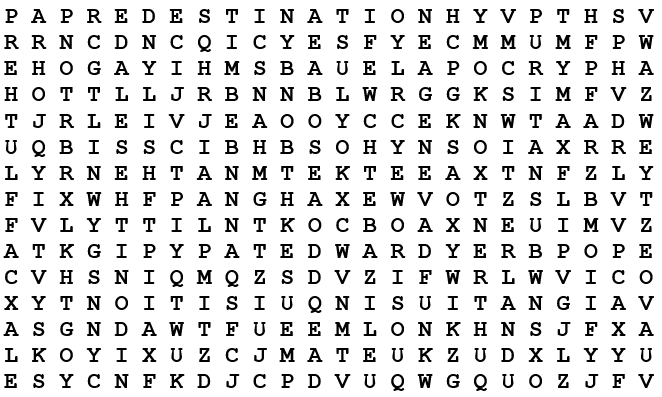 P A P R E D E S T I N A T I O N H Y V P T H S V
R R N C D N C Q I C Y E S F Y E C M M U M F P W
E H O G A Y I H M S B A U E L A P O C R Y P H A
H O T T L L J R B N N B L W R G G K S I M F V Z
T J R L E I V J E A O O Y C C E K N W T A A D W
U Q B I S S C I B H B S O H Y N S O I A X R R E
L Y R N E H T A N M T E K T E E A X T N F Z L Y
F I X W H F P A N G H A X E W V O T Z S L B V T
F V L Y T T I L N T K O C B O A X N E U I M V Z
A T K G I P Y P A T E D W A R D Y E R B P O P E
C V H S N I Q M Q Z S D V Z I F W R L W V I C O
X Y T N O I T I S I U Q N I S U I T A N G I A V
A S G N D A W T F U E E M L O N K H N S J F X A
L K O Y I X U Z C J M A T E U K Z U D X L Y Y U
E S Y C N F K D J C P D V U Q W G Q U O Z J F V